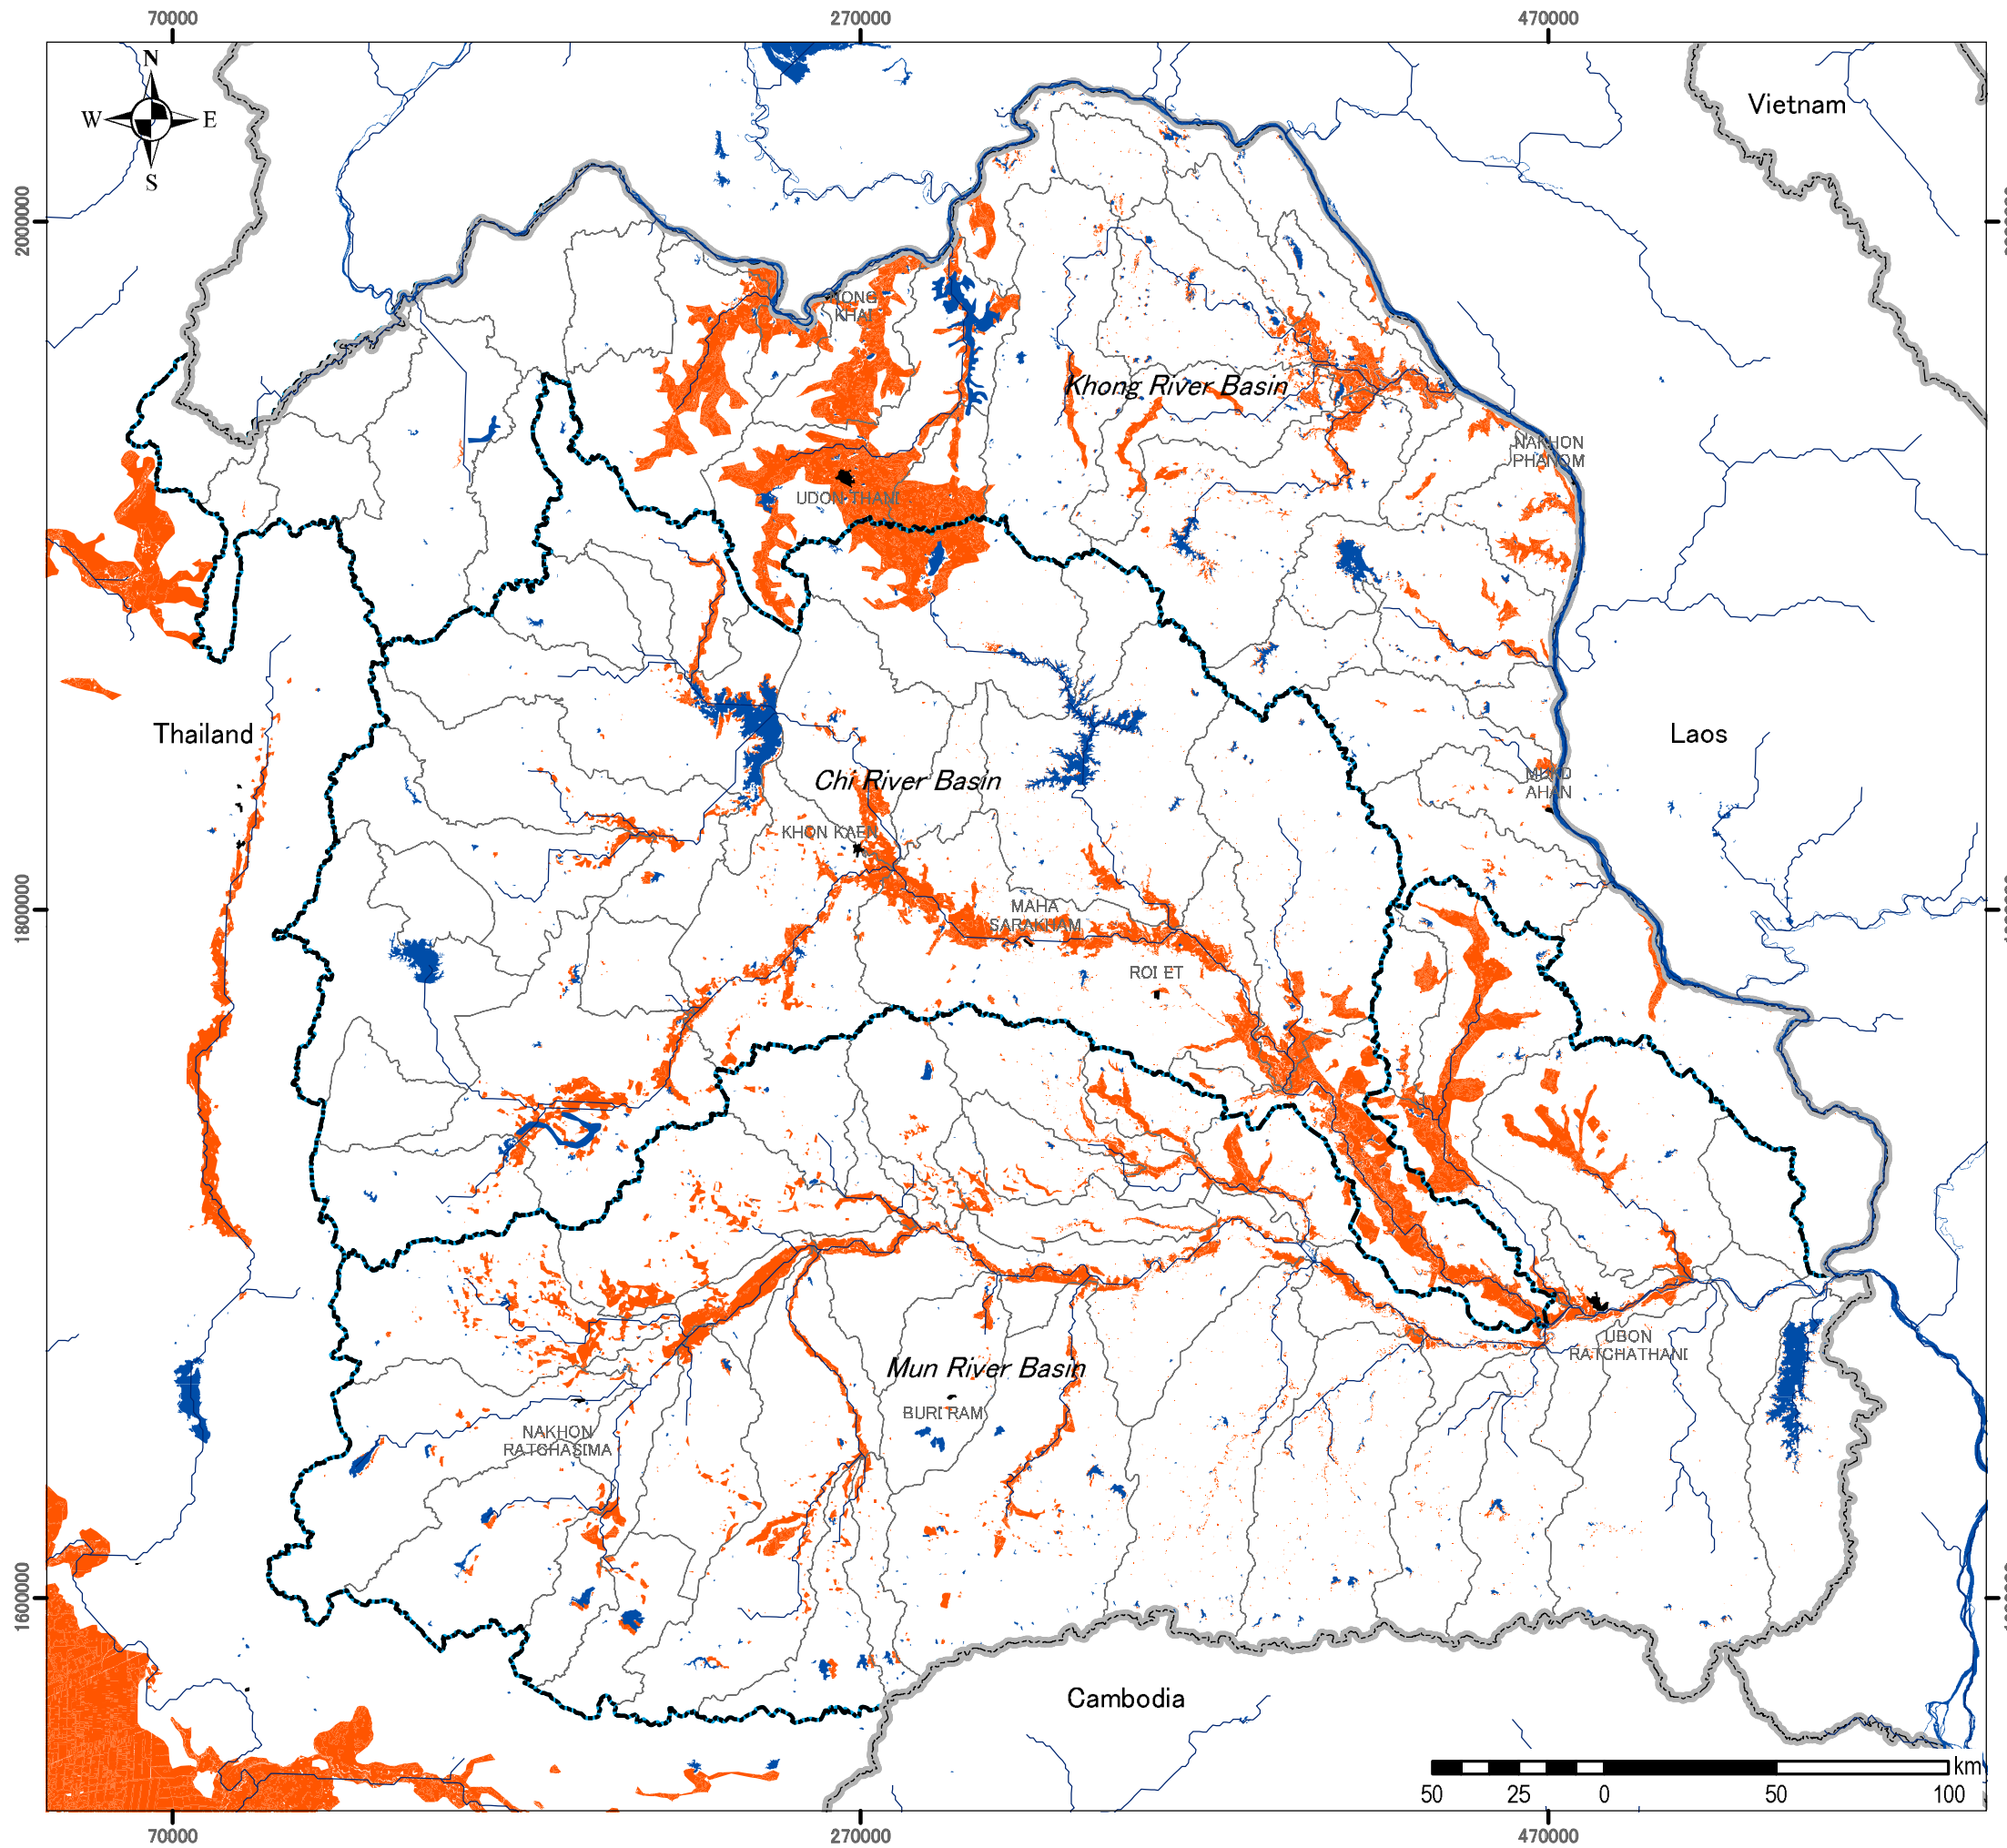 70000
270000
470000
N
W
E
S
Vietnam
2000000
NONG
KHAI
Khong River Basin
NAKHON
PHANOM
UDON THANI
Thailand
Laos
Chi River Basin
MUKD
AHAN
KHON KAEN
1800000
MAHA
SARAKHAM
ROI ET
UBON
RATCHATHANI
Mun River Basin
BURI RAM
NAKHON
RATCHASIMA
1600000
Cambodia
km
50
25
0
50
100
70000
270000
470000